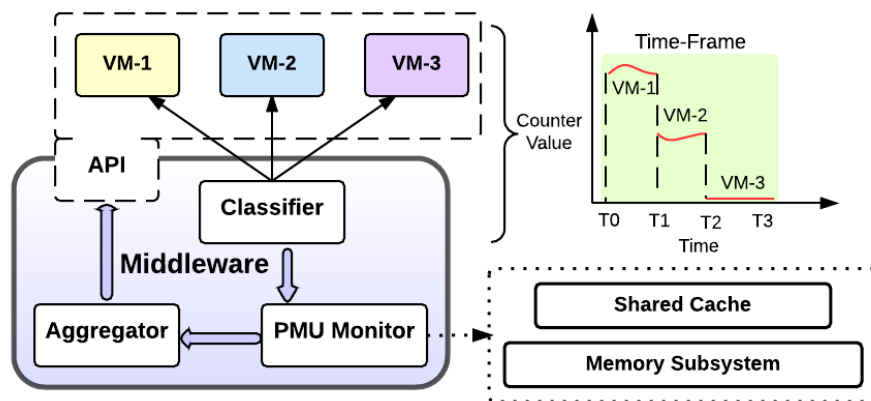 VM-1
VM-2
VM-3
API
Classifier
Middleware
Aggregator
PMU Monitor
Counter
Value
Time-Frame
VM-1
VM-2
VM-3
T0
T1
T2
T3
Time
Shared Cache
Memory Subsystem